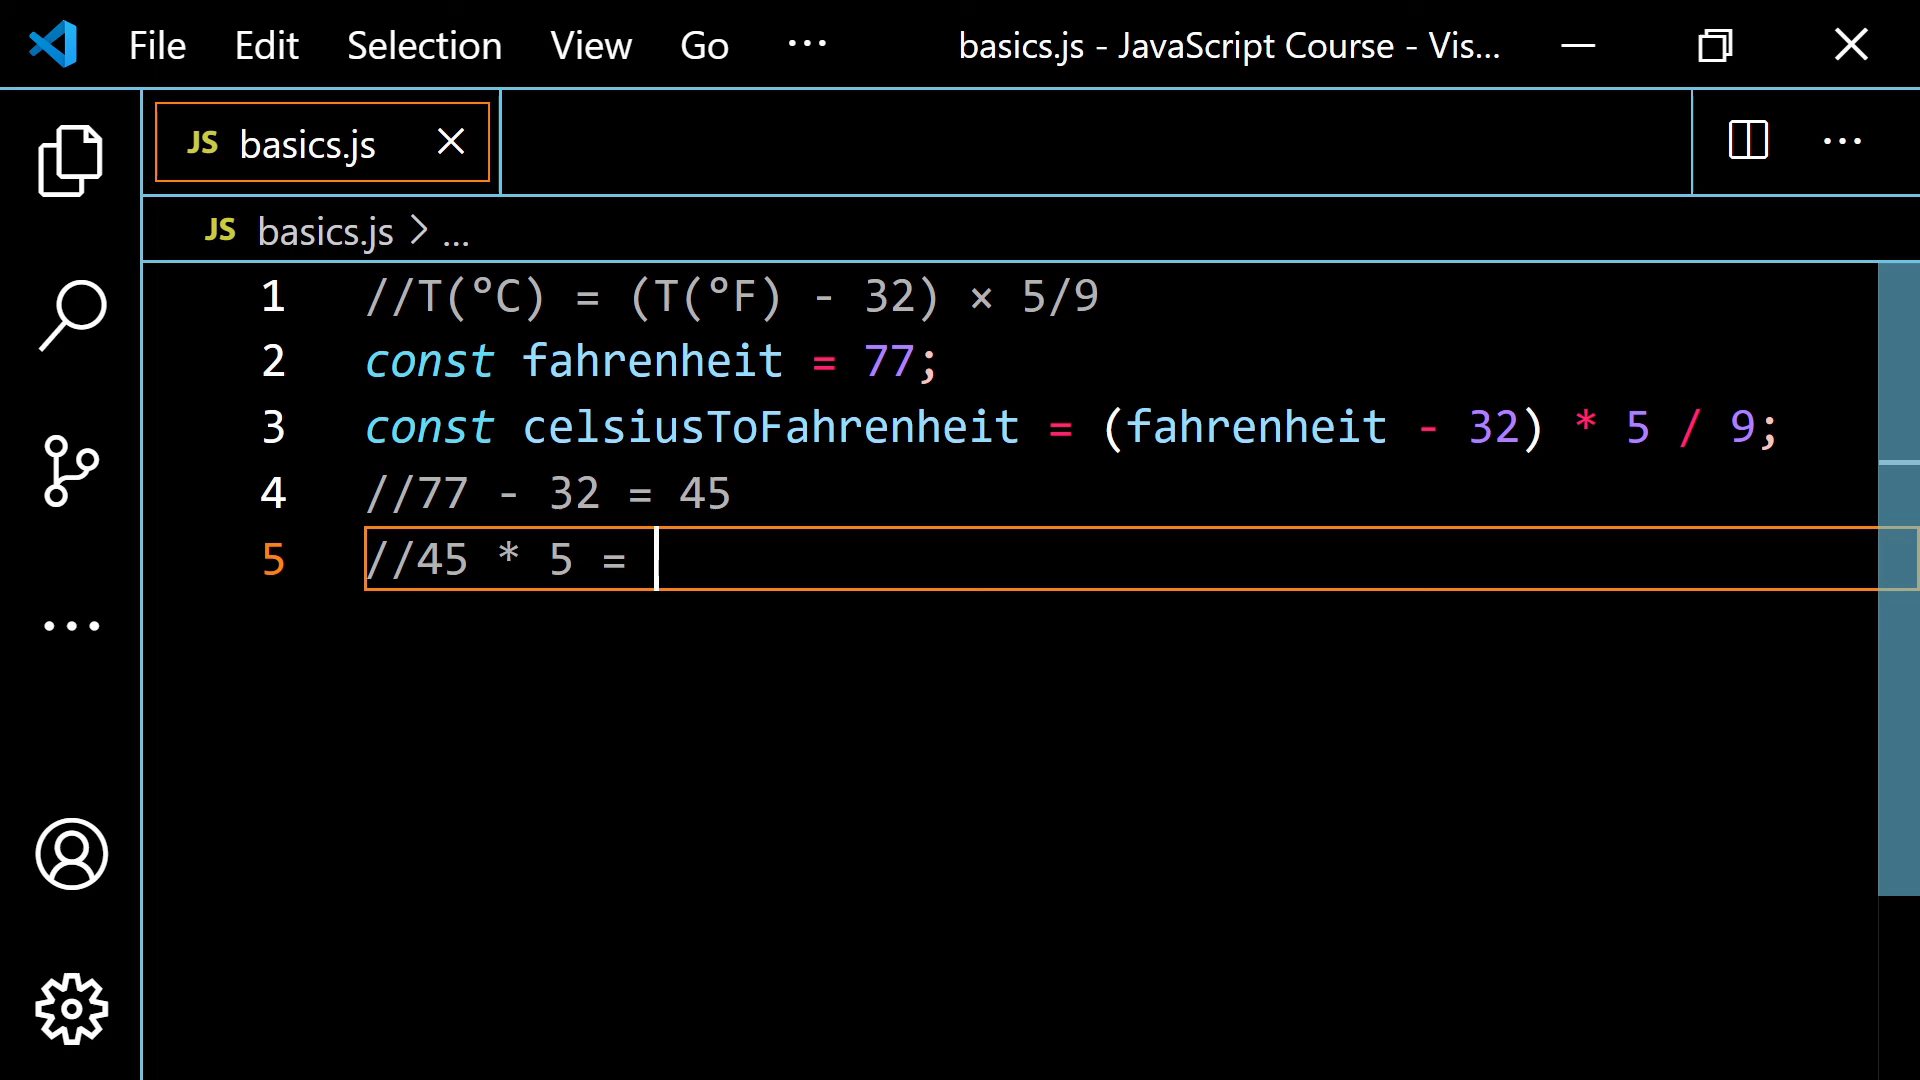 File Edit Selection View Go ··· basics.js - JavaScript Course - Vis...
JS basics.js
JS basics.js > ...
1 //T(°C) = (T(°F) - 32) × 5/9
2 const fahrenheit = 77;
3 const celsiusToFahrenheit = (fahrenheit - 32) * 5 / 9;
4 //77 - 32 = 45
5 //45 * 5 =